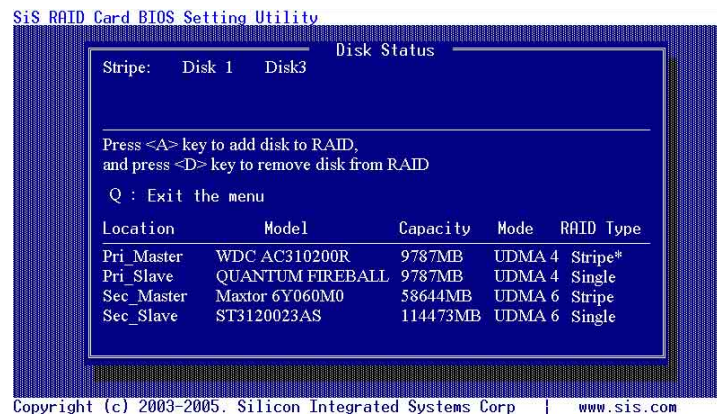 SiS RAID Card BIOS Setting Utility
Disk Status
Stripe: Disk 1 Disk3
Press <A> key to add disk to RAID,
and press <D> key to remove disk from RAID
Q : Exit the menu
Location Model Capacity Mode RAID Type
Pri_Master WDC AC310200R 9787MB UDMA 4 Stripe*
Pri_Slave QUANTUM FIREBALL 9787MB UDMA 4 Single
Sec_Master Maxtor 6Y060M0 58644MB UDMA 6 Stripe
Sec_Slave ST3120023AS 114473MB UDMA 6 Single
Copyright (c) 2003-2005. Silicon Integrated Systems Corp | www.sis.com